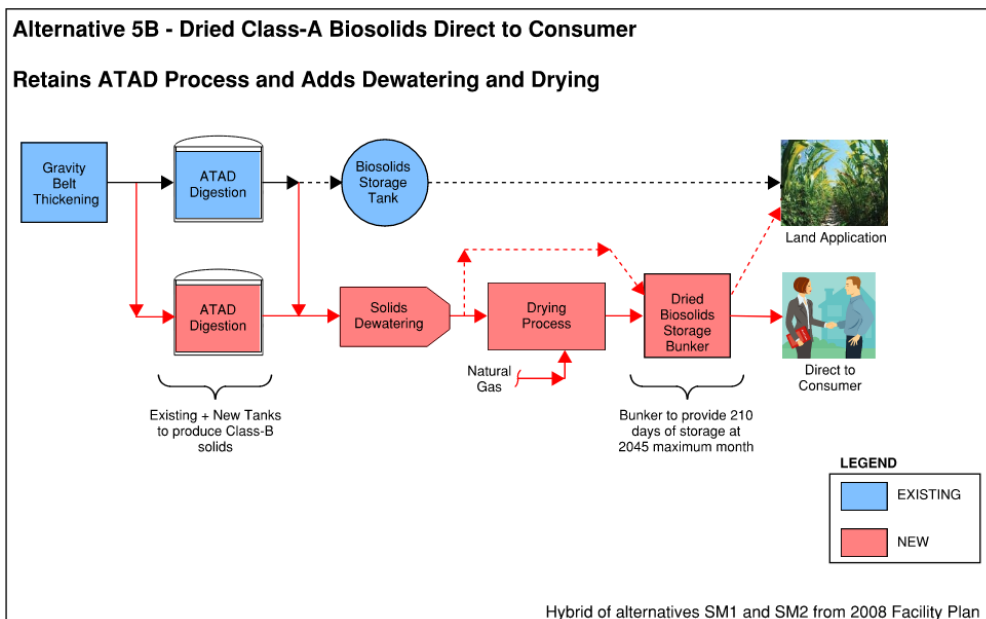 Alternative 5B - Dried Class-A Biosolids Direct to Consumer
Retains ATAD Process and Adds Dewatering and Drying
Gravity
Belt
Thickening
ATAD
Digestion
Biosolids
Storage
Tank
Land Application
ATAD
Digestion
Solids
Dewatering
Drying
Process
Dried
Biosolids
Storage
Bunker
Natural
Gas
Direct to
Consumer
Existing + New Tanks
to produce Class-B
solids
Bunker to provide 210
days of storage at
2045 maximum month
LEGEND
EXISTING
NEW
Hybrid of alternatives SM1 and SM2 from 2008 Facility Plan